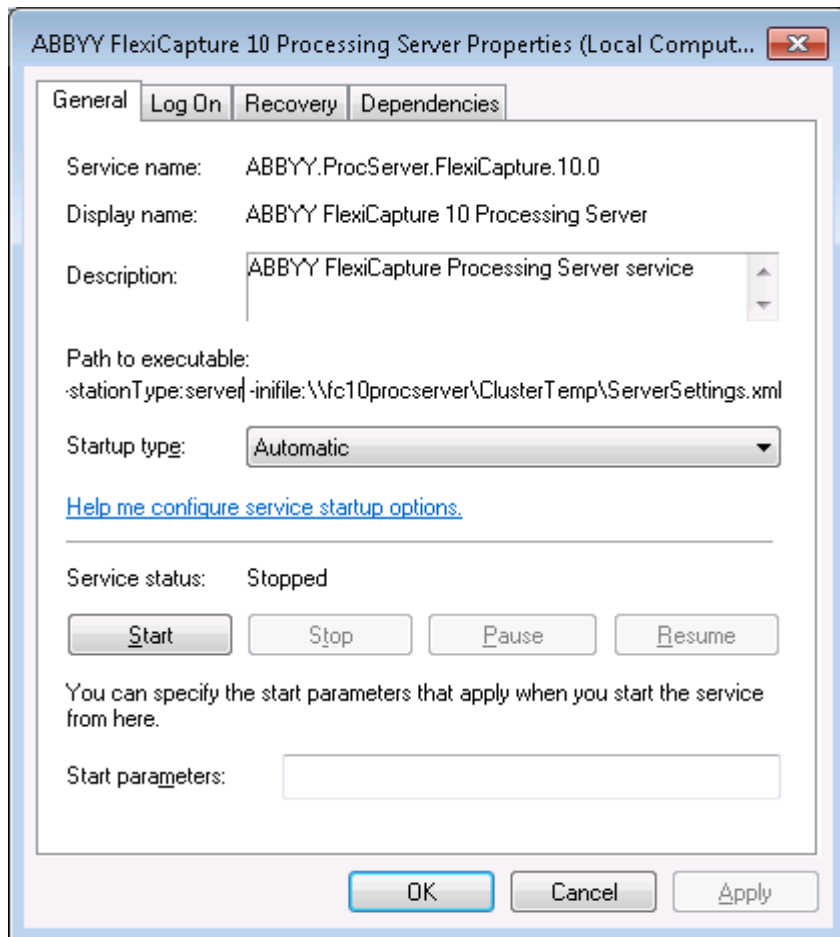 ABBYY FlexiCapture 10 Processing Server Properties (Local Comput...
General Log On Recovery Dependencies
Service name: ABBYY.ProcServer.FlexiCapture.10.0
Display name: ABBYY FlexiCapture 10 Processing Server
Description: ABBYY FlexiCapture Processing Server service
Path to executable:
-stationType:server -inifile:\\fc10procserver\ClusterTemp\ServerSettings.xml
Startup type: Automatic
Help me configure service startup options.
Service status: Stopped
Start Stop Pause Resume
You can specify the start parameters that apply when you start the service
from here.
Start parameters:
OK Cancel Apply